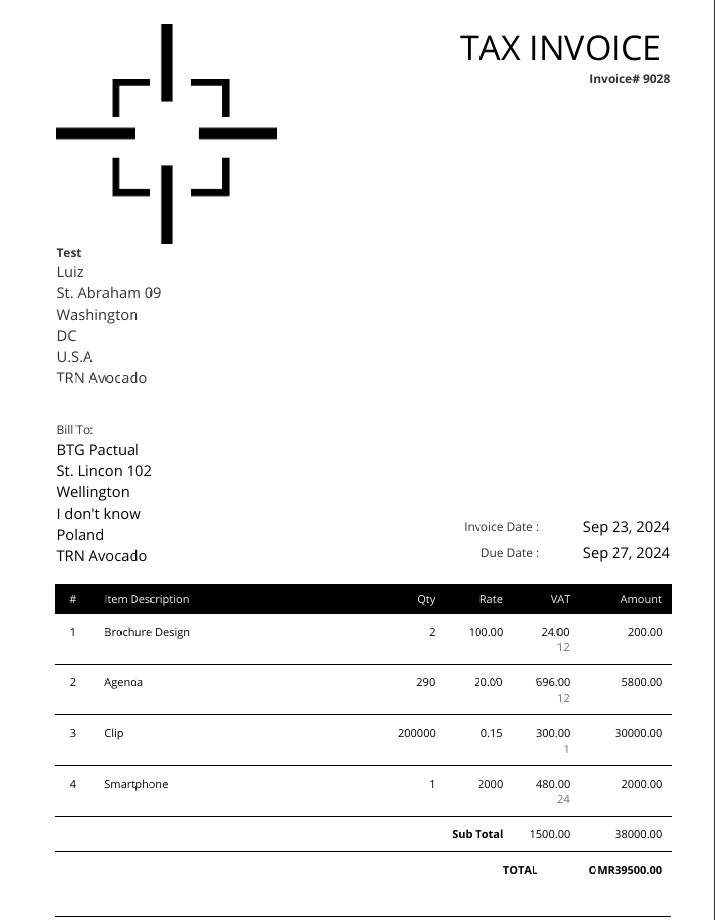 TAX INVOICE
Invoice# 9028
Test
Luiz
St. Abraham 09
Washington
DC
U.S.A
TRN Avocado
Bill To:
BTG Pactual
St. Lincon 102
Wellington
I don't know
Poland
TRN Avocado
Invoice Date : Sep 23, 2024
Due Date : Sep 27, 2024
# Item Description Qty Rate VAT Amount
1 Brochure Design 2 100.00 24.00 200.00
12
2 Agenda 290 20.00 696.00 5800.00
12
3 Clip 200000 0.15 300.00 30000.00
1
4 Smartphone 1 2000 480.00 2000.00
24
Sub Total 1500.00 38000.00
TOTAL OMR39500.00